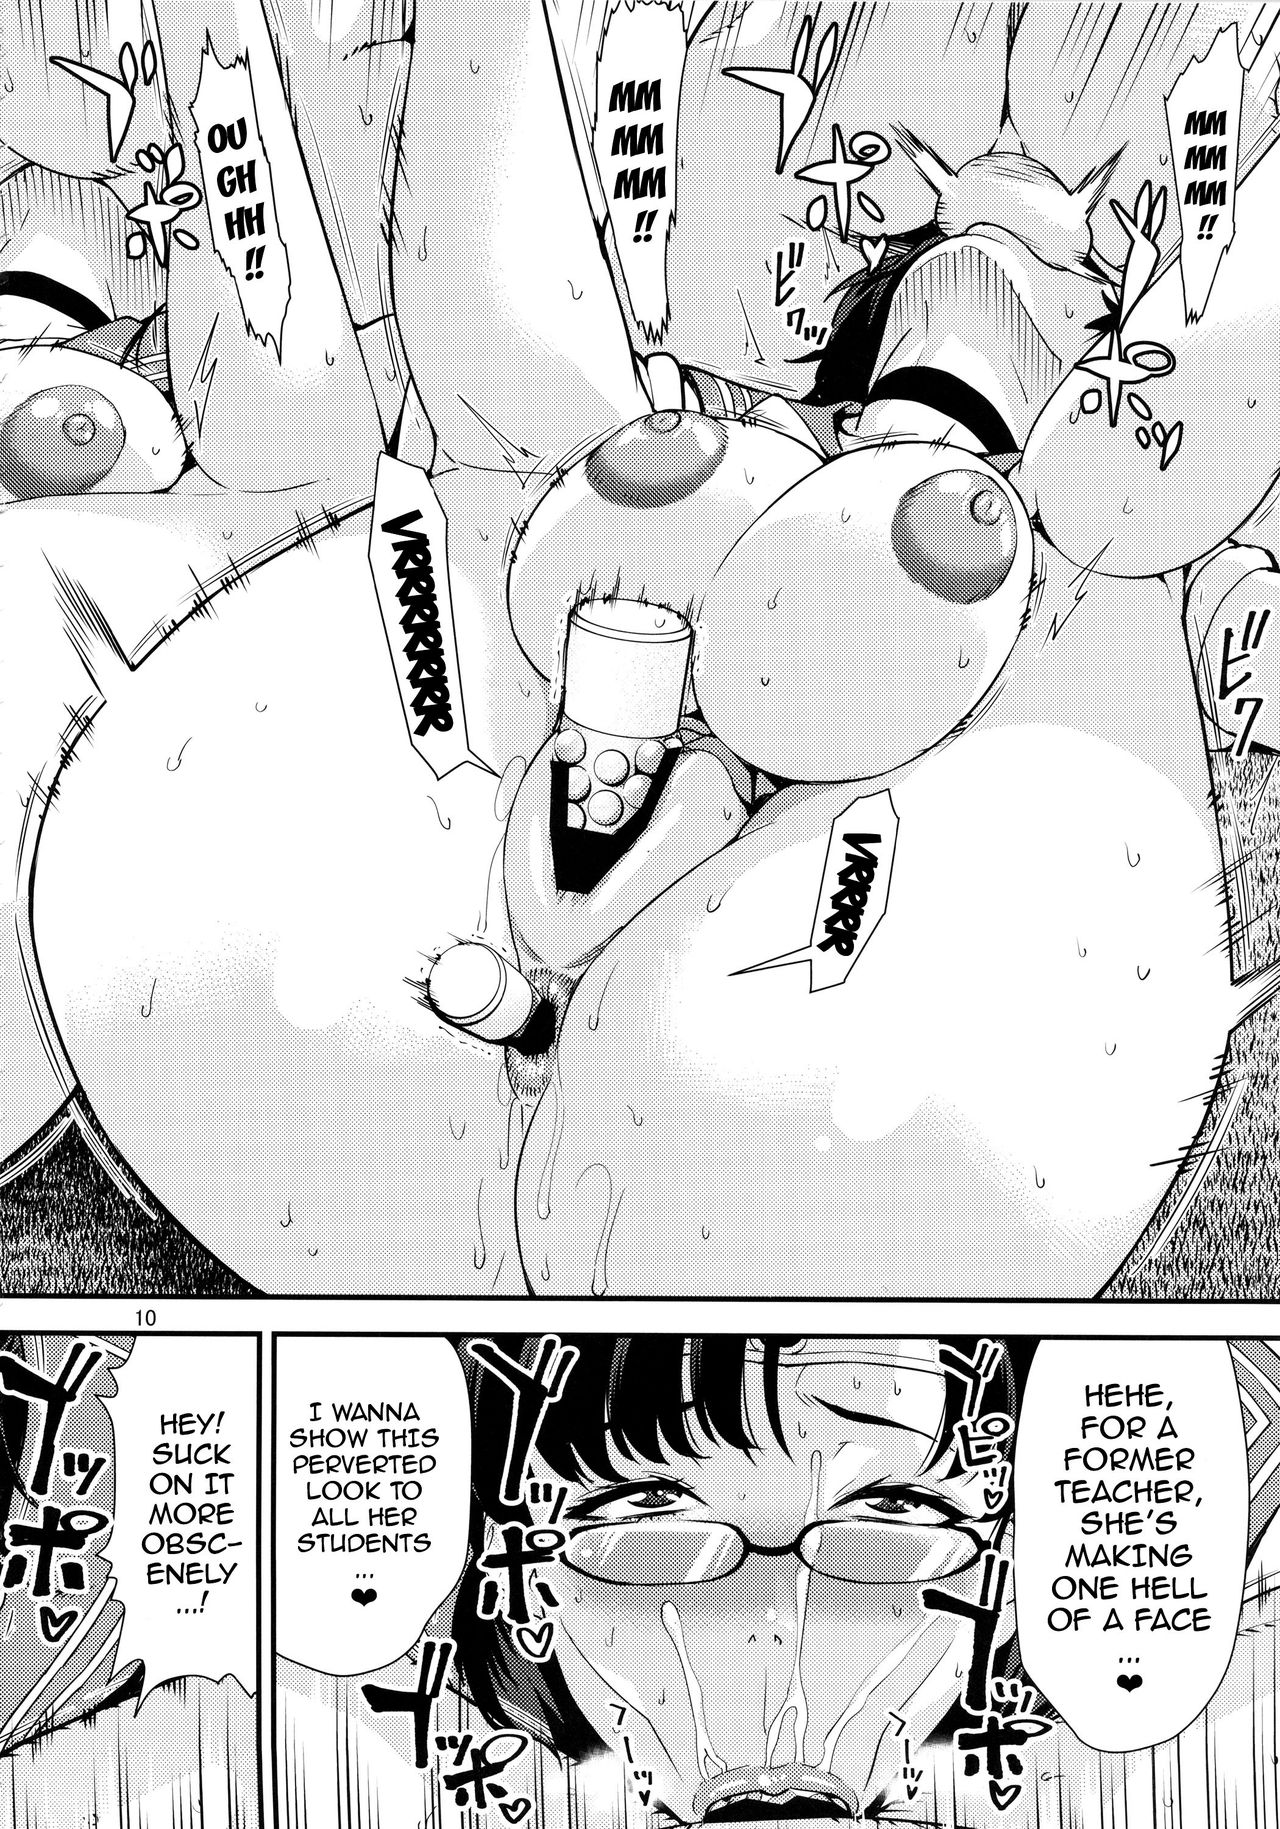 MM
MM
MM
!!
MM
MM
MM
!!
OU
GH
HH
!!
ビ
クッ
ビク
VRRRRRRR
VRRRR
10
HEHE,
FOR A
FORMER
TEACHER,
SHE'S
MAKING
ONE HELL
OF A FACE
...
♥
I WANNA
SHOW THIS
PERVERTED
LOOK TO
ALL HER
STUDENTS
...
♥
HEY!
SUCK
ON IT
MORE
OBSC-
ENELY
...!